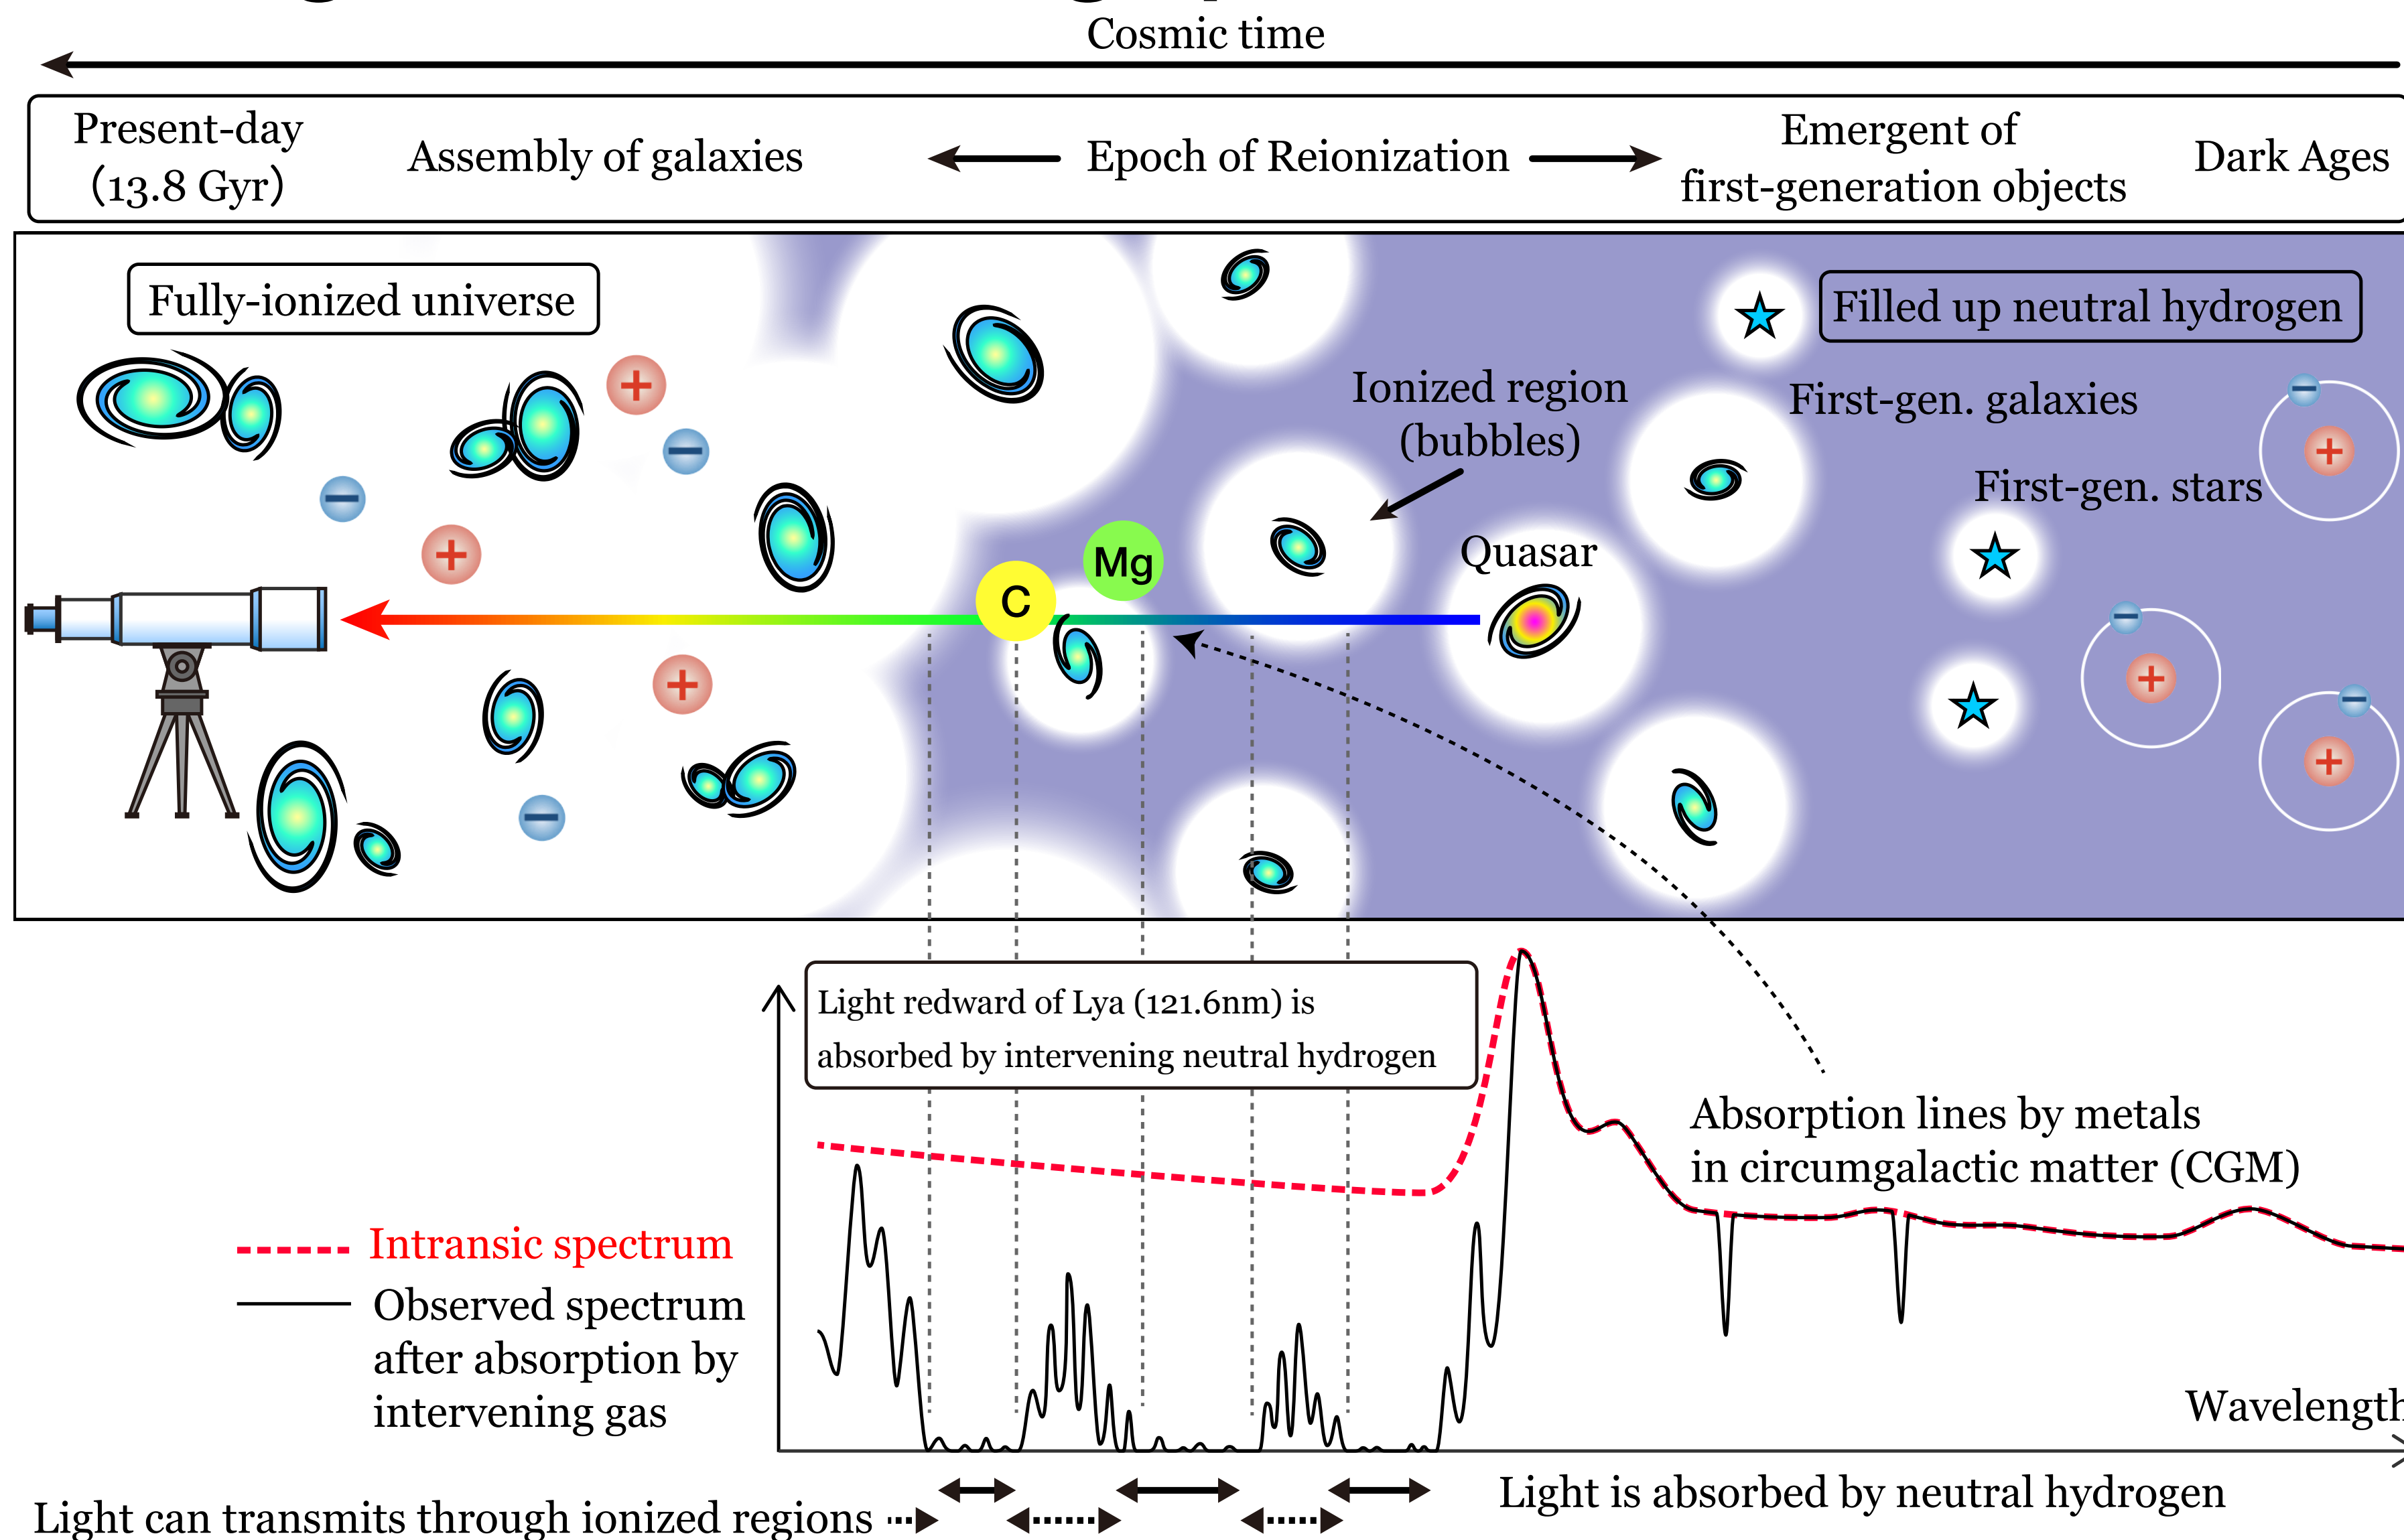 Cosmic time
Present-day
(13.8 Gyr)
Assembly of galaxies
Epoch of Reionization
Emergent of
first-generation objects
Dark Ages
Fully-ionized universe
Filled up neutral hydrogen
First-gen. galaxies
Ionized region
(bubbles)
First-gen. stars
Quasar
Mg
C
Light redward of Lya (121.6nm) is
absorbed by intervening neutral hydrogen
Absorption lines by metals
in circumgalactic matter (CGM)
Intransic spectrum
Observed spectrum
after absorption by
intervening gas
Wavelength
Light is absorbed by neutral hydrogen
Light can transmits through ionized regions